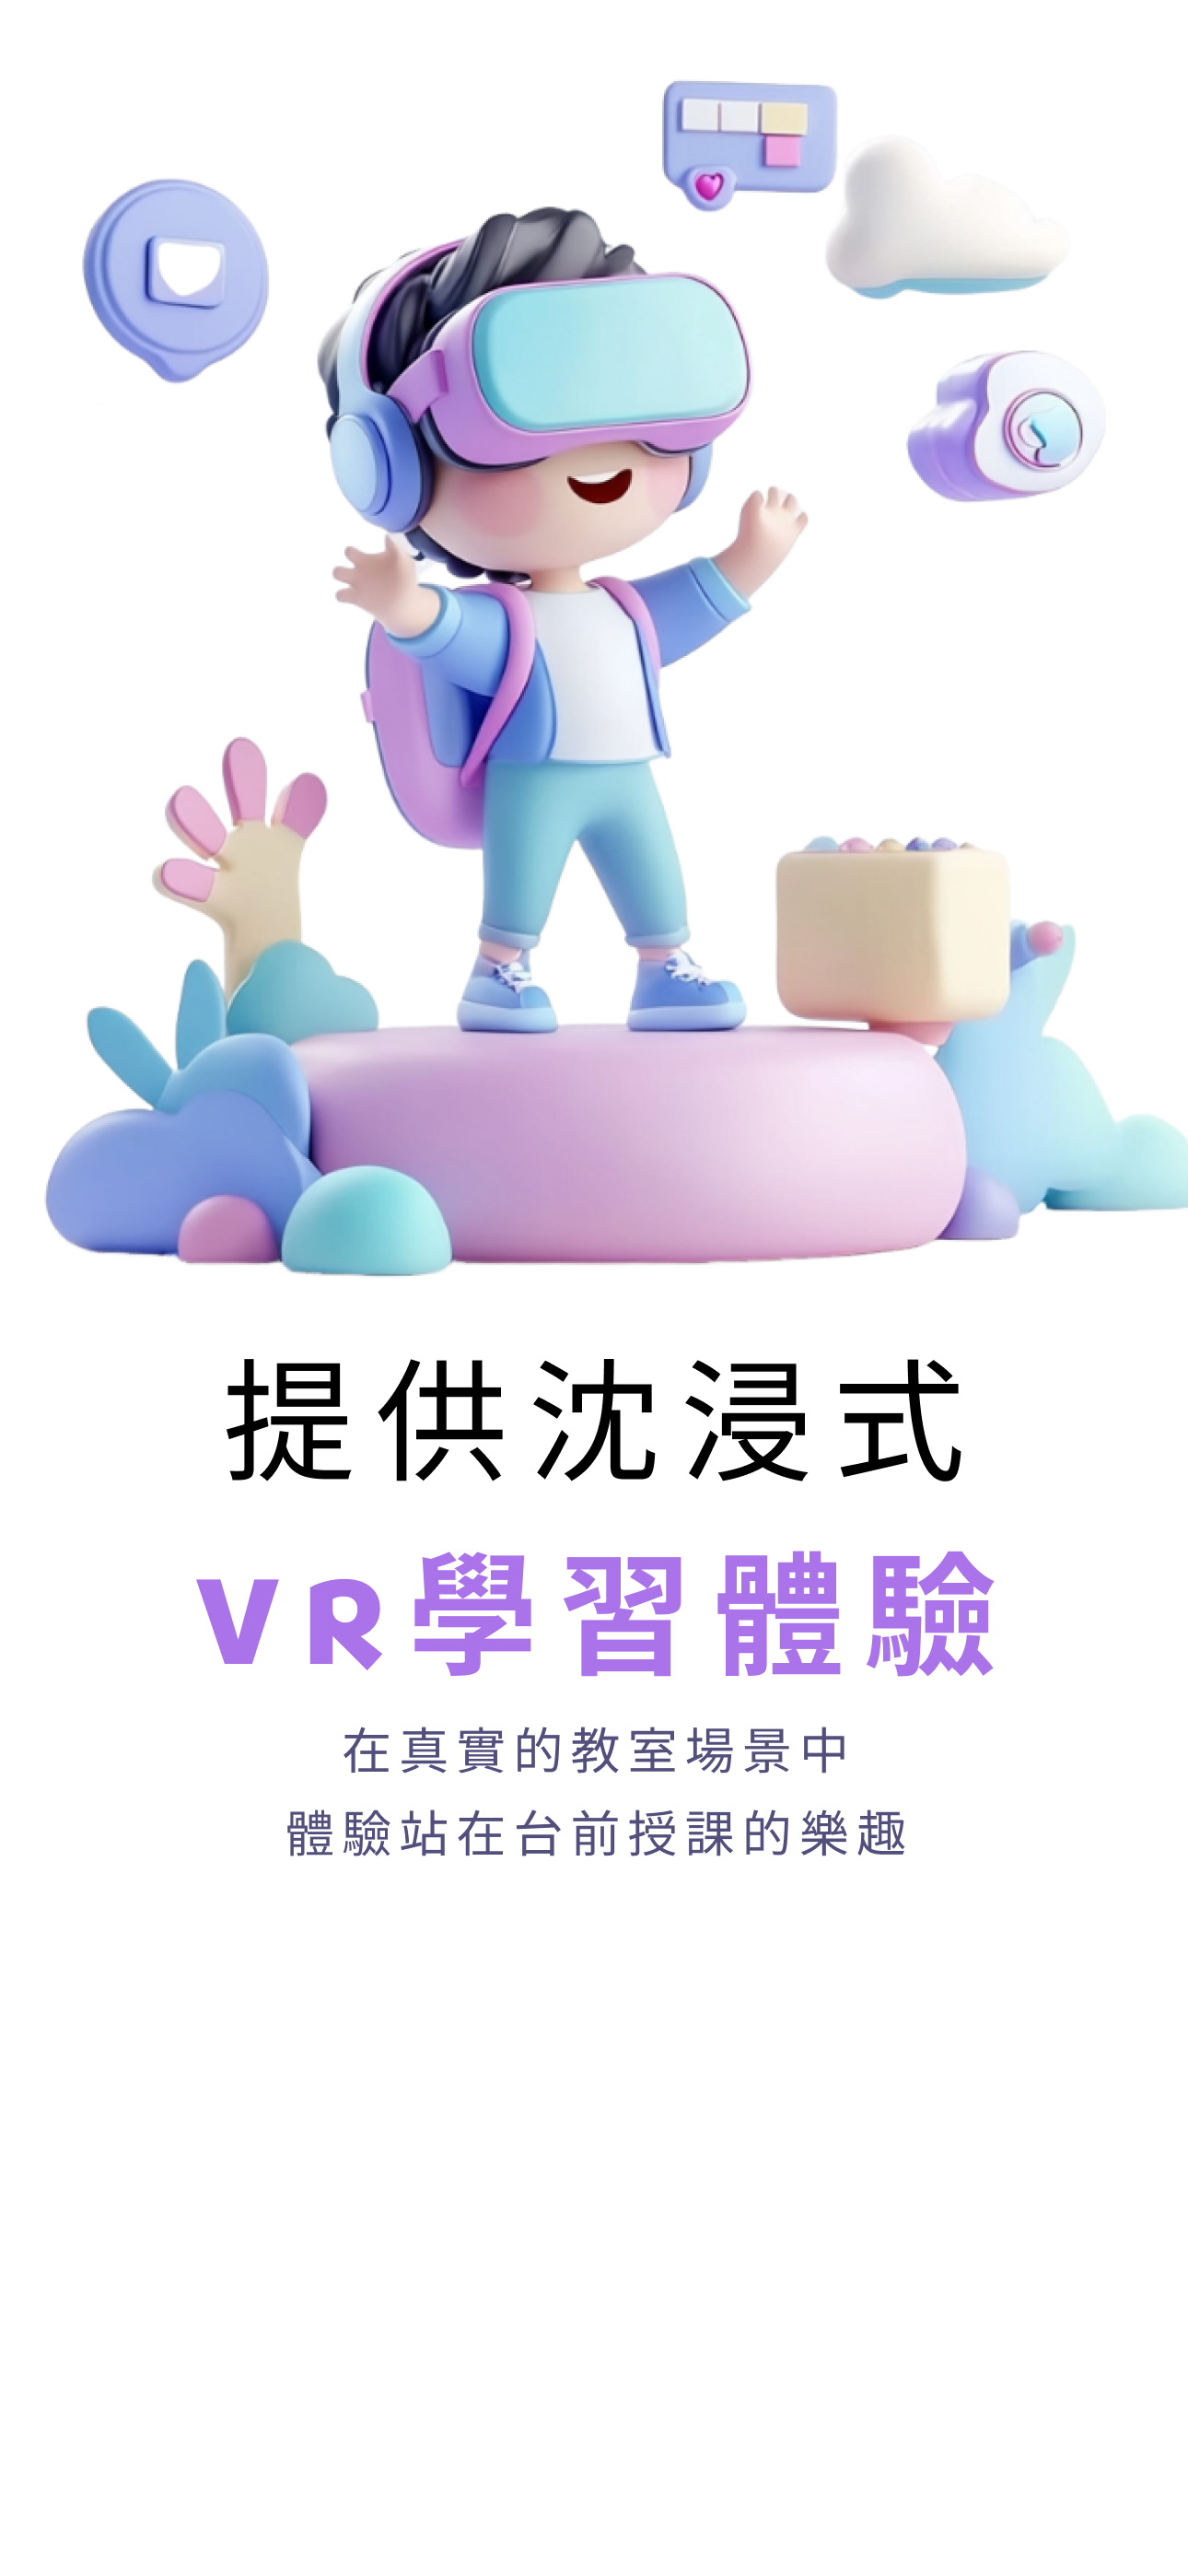 提供沈浸式
VR學習體驗
在真實的教室場景中
體驗站在台前授課的樂趣